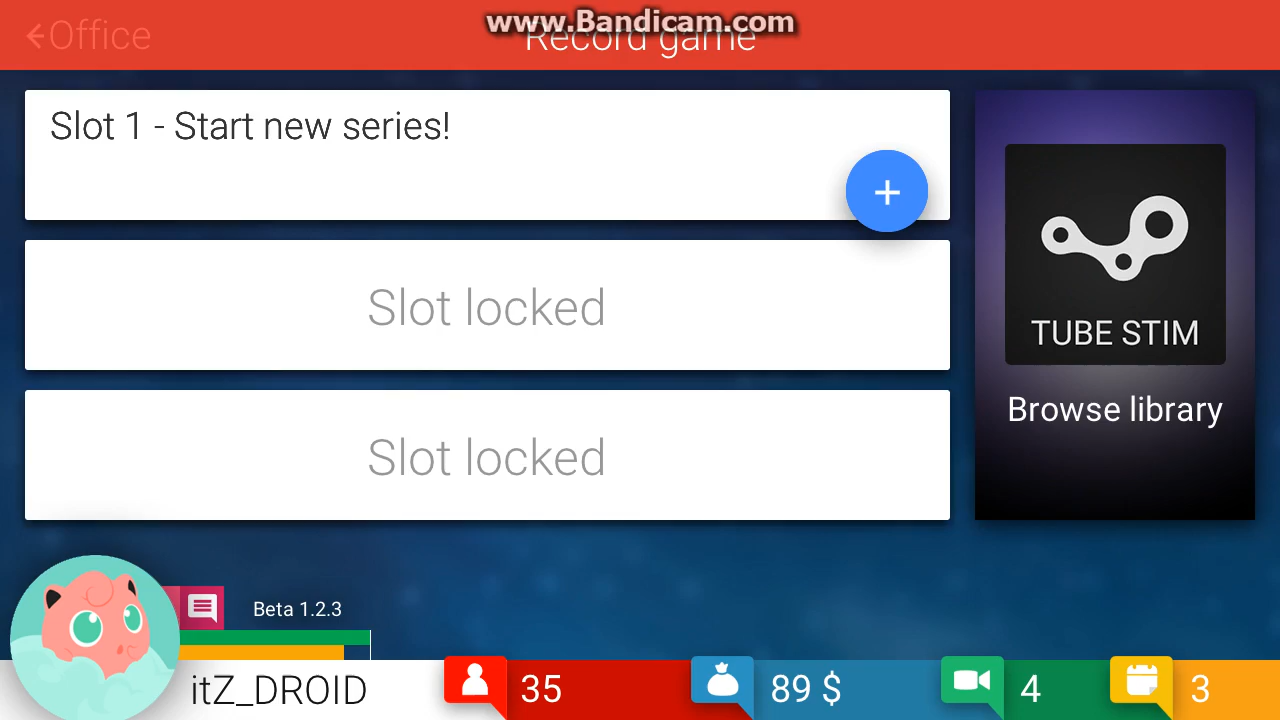 www.Bandicam.com
Office
Record game
Slot 1 - Start new series!
+
Slot locked
Slot locked
TUBE STIM
Browse library
Beta 1.2.3
itZ_DROID
35
89 $
4
3